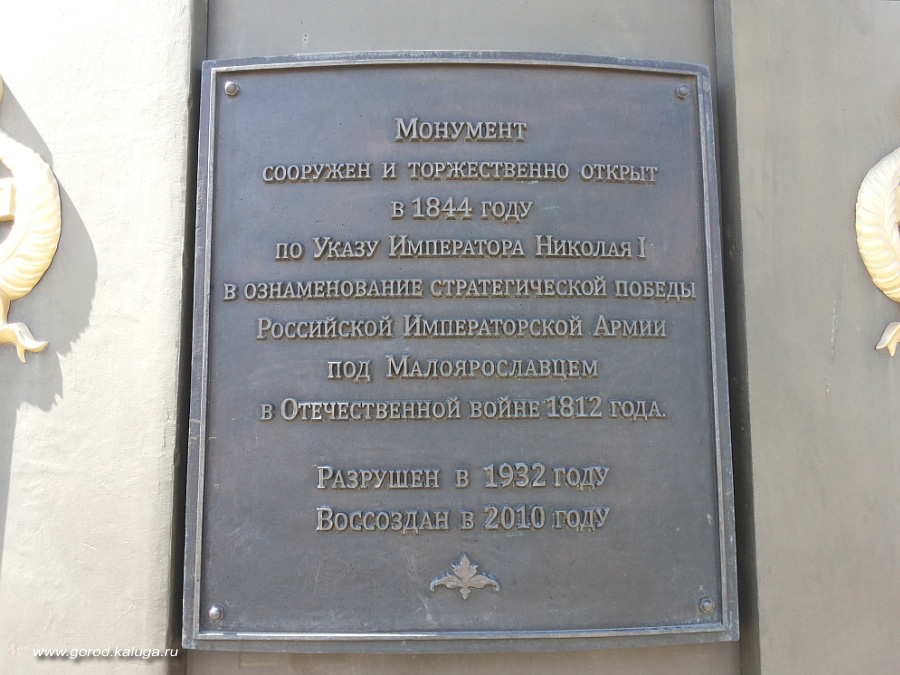 Монумент
сооружен и торжественно открыт
в 1844 году
по Указу Императора Николая I
в ознаменование стратегической победы
Российской Императорской Армии
под Малоярославцем
в Отечественной войне 1812 года.
Разрушен в 1932 году
Воссоздан в 2010 году
www.gorod.kaluga.ru